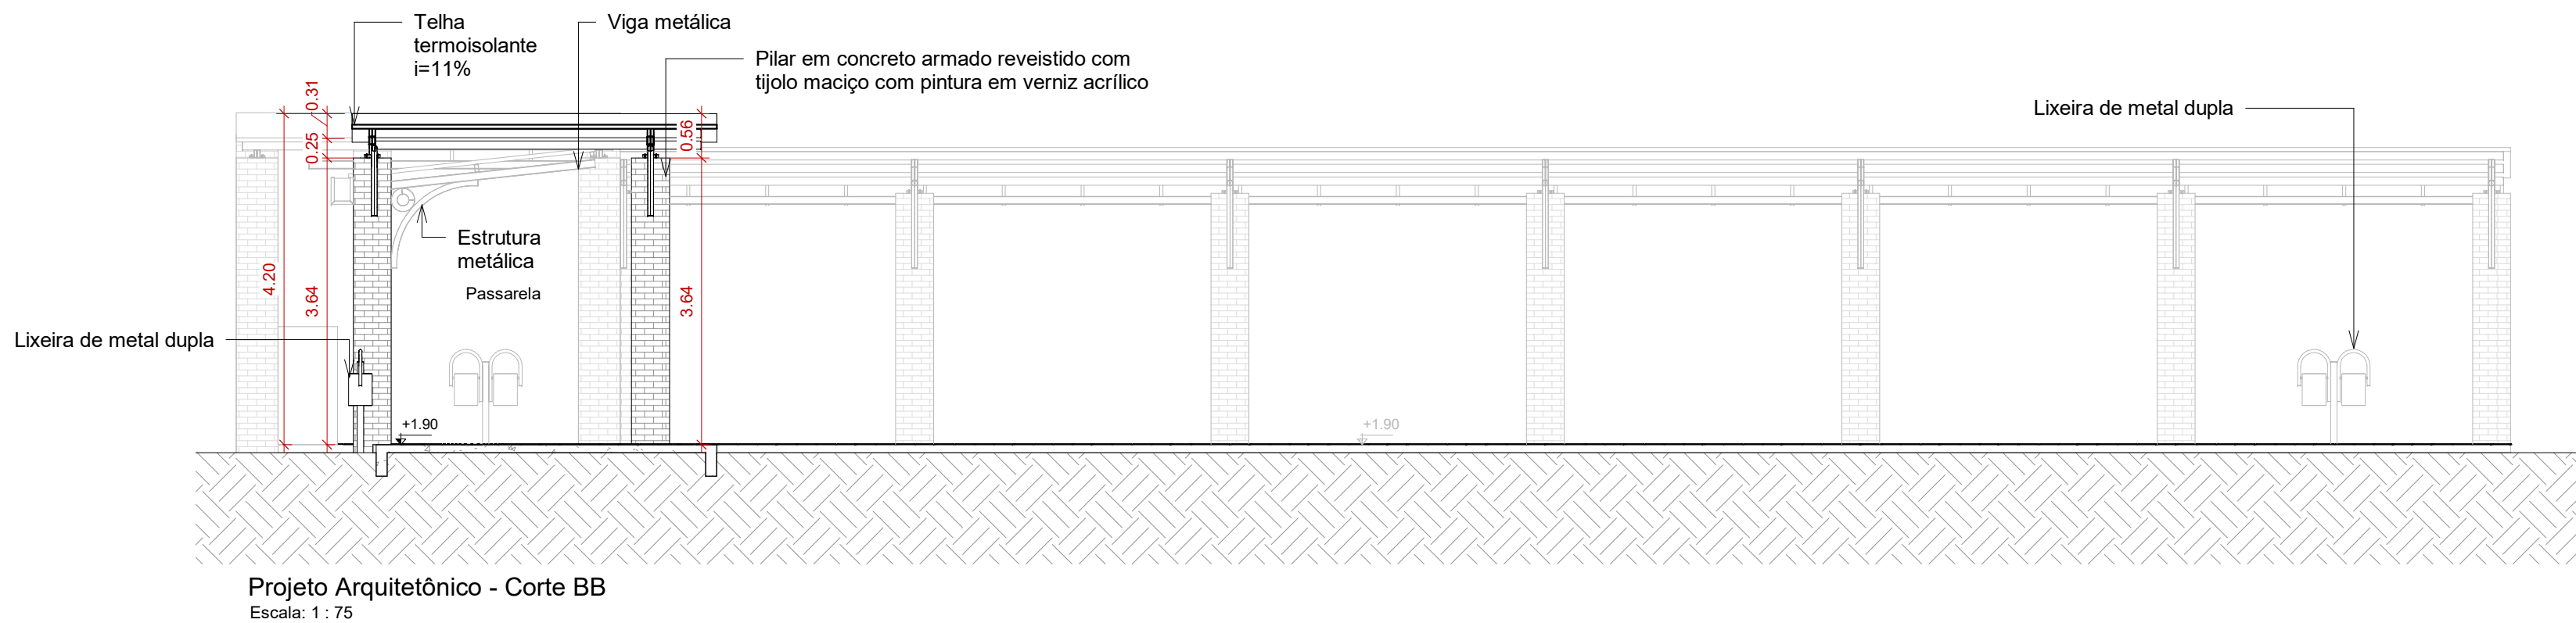 Telha
termoisolante
i=11%
Viga metálica
Pilar em concreto armado reveistido com
tijolo maciço com pintura em verniz acrílico
Lixeira de metal dupla
0.31
0.25
0.56
4.20
3.64
3.64
Estrutura
metálica
Passarela
Lixeira de metal dupla
+1.90
+1.90
Projeto Arquitetônico - Corte BB
Escala: 1 : 75